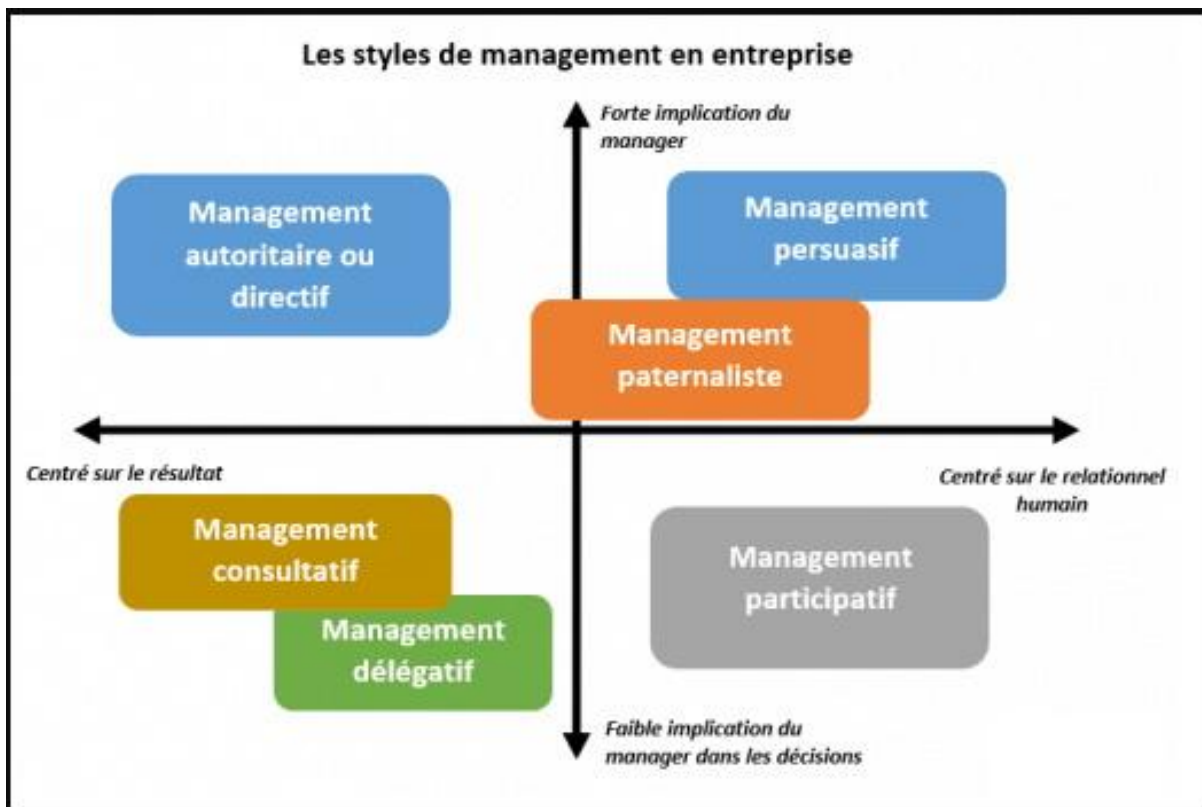 Les styles de management en entreprise
Forte implication du
manager
Management
autoritaire ou
directif
Management
persuasif
Management
paternaliste
Centré sur le résultat
Centré sur le relationnel
humain
Management
consultatif
Management
participatif
Management
délégatif
Faible implication du
manager dans les décisions